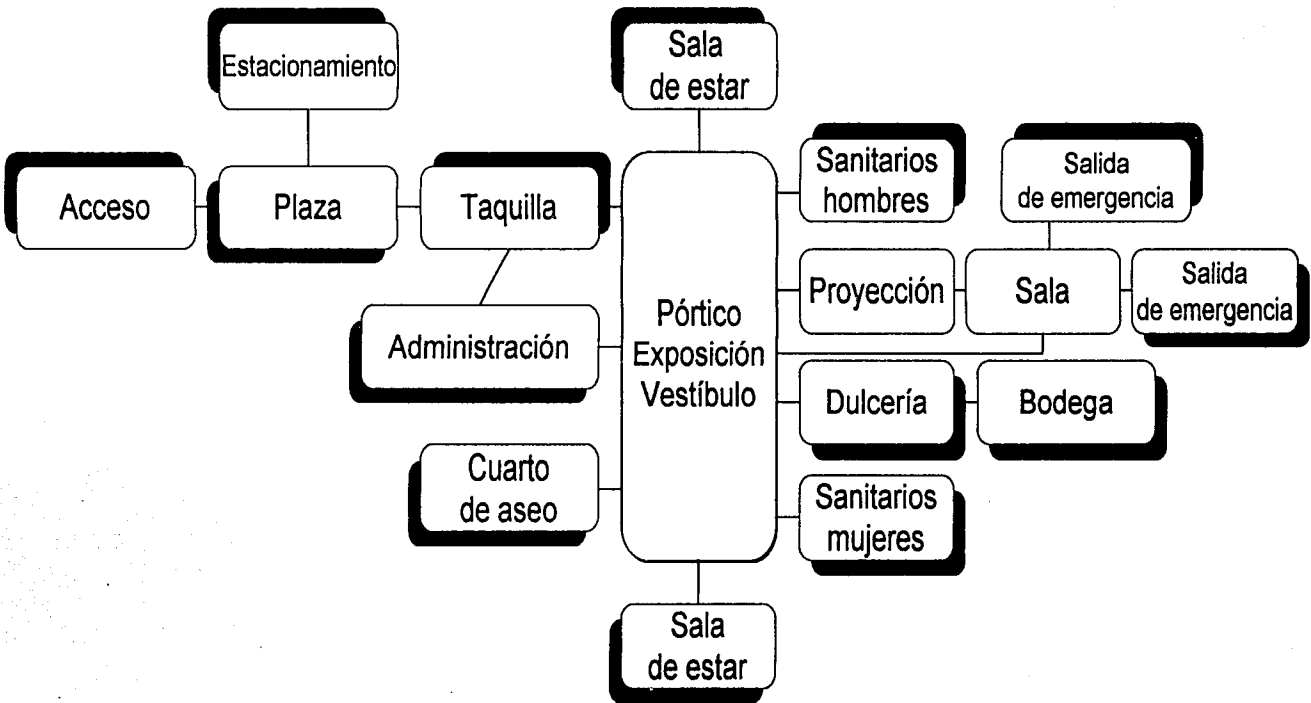 Estacionamiento
Sala
de estar
Acceso
Plaza
Taquilla
Sanitarios
hombres
Salida
de emergencia
Administración
Pórtico
Exposición
Vestíbulo
Proyección
Sala
Salida
de emergencia
Dulcería
Bodega
Cuarto
de aseo
Sanitarios
mujeres
Sala
de estar